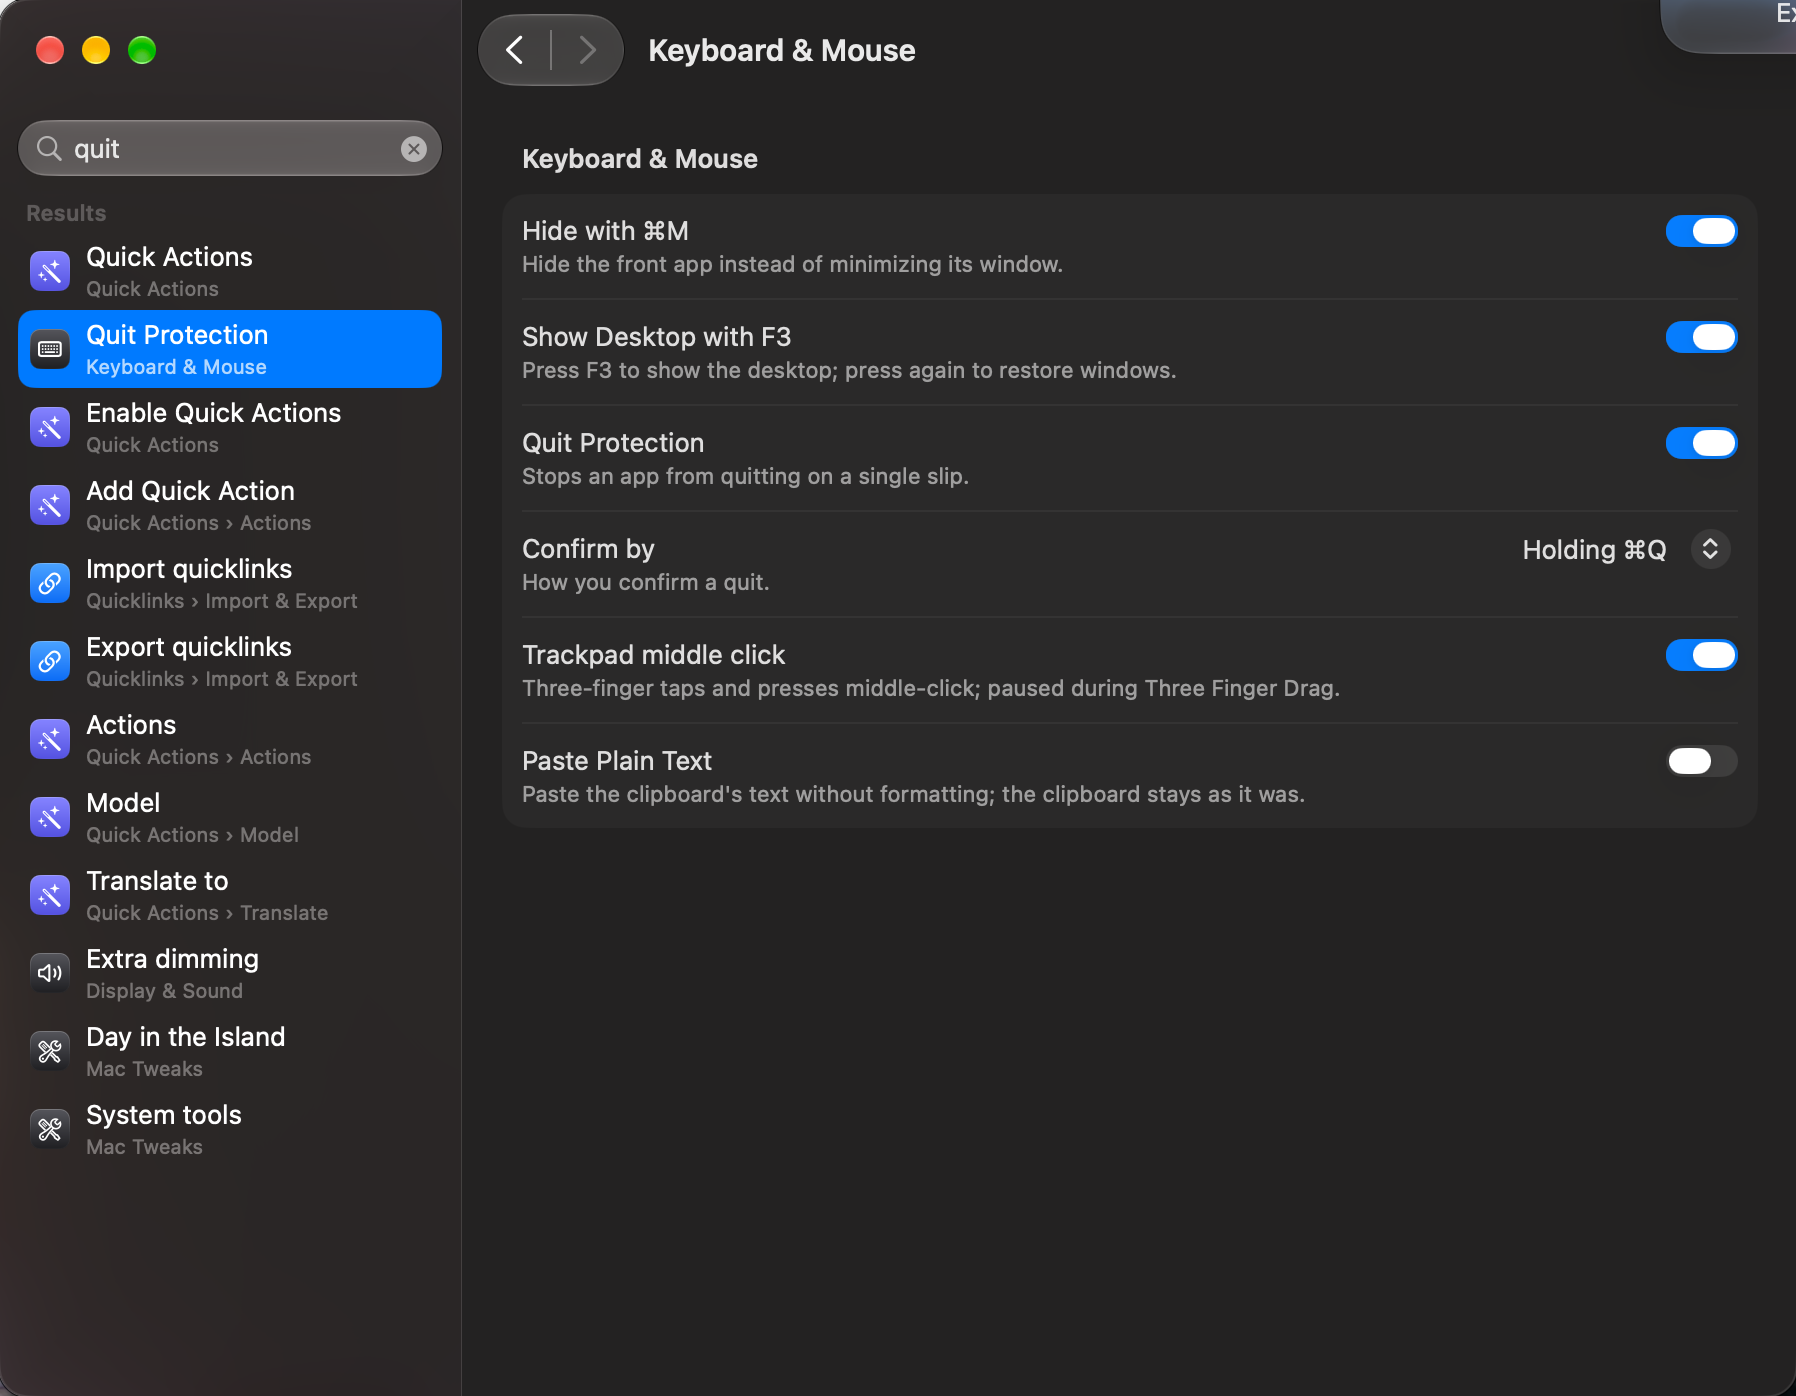 Keyboard & Mouse
quit
Results
Quick Actions
Quick Actions
Quit Protection
Keyboard & Mouse
Enable Quick Actions
Quick Actions
Add Quick Action
Quick Actions › Actions
Import quicklinks
Quicklinks › Import & Export
Export quicklinks
Quicklinks › Import & Export
Actions
Quick Actions › Actions
Model
Quick Actions › Model
Translate to
Quick Actions › Translate
Extra dimming
Display & Sound
Day in the Island
Mac Tweaks
System tools
Mac Tweaks
Keyboard & Mouse
Hide with ⌘M
Hide the front app instead of minimizing its window.
Show Desktop with F3
Press F3 to show the desktop; press again to restore windows.
Quit Protection
Stops an app from quitting on a single slip.
Confirm by
Holding ⌘Q
How you confirm a quit.
Trackpad middle click
Three-finger taps and presses middle-click; paused during Three Finger Drag.
Paste Plain Text
Paste the clipboard's text without formatting; the clipboard stays as it was.